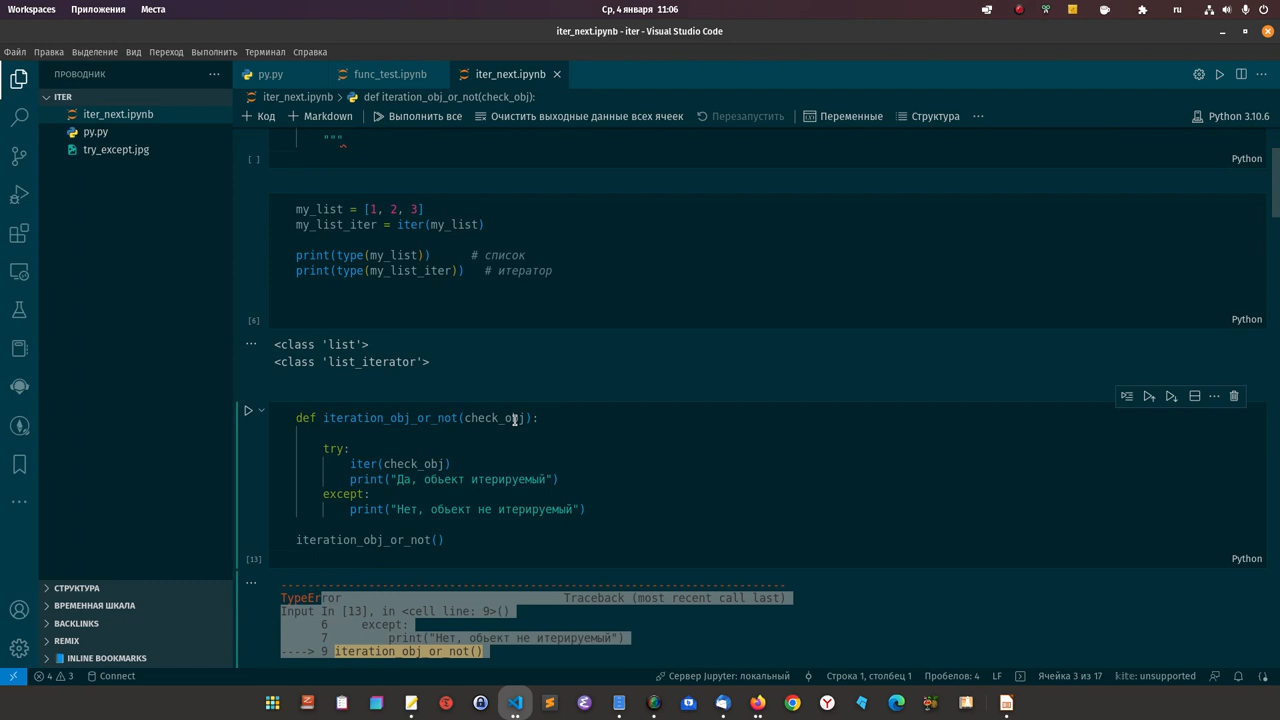 Workspaces Приложения Места Ср, 4 января 11:06 ru
iter_next.ipynb - iter - Visual Studio Code
Файл Правка Выделение Вид Переход Выполнить Терминал Справка
ПРОВОДНИК
py.py func_test.ipynb iter_next.ipynb
ITER
iter_next.ipynb
py.py
try_except.jpg
iter_next.ipynb > def iteration_obj_or_not(check_obj):
Код Markdown Выполнить все Очистить выходные данные всех ячеек Перезапустить Переменные Структура Python 3.10.6
"""
[ ] Python
my_list = [1, 2, 3]
my_list_iter = iter(my_list)
print(type(my_list)) # список
print(type(my_list_iter)) # итератор
[6] Python
<class 'list'>
<class 'list_iterator'>
def iteration_obj_or_not(check_obj):
try:
iter(check_obj)
print("Да, обьект итерируемый")
except:
print("Нет, обьект не итерируемый")
iteration_obj_or_not()
[13] Python
---------------------------------------------------------------------------
TypeError Traceback (most recent call last)
Input In [13], in <cell line: 9>()
6 except:
7 print("Нет, обьект не итерируемый")
----> 9 iteration_obj_or_not()
СТРУКТУРА
ВРЕМЕННАЯ ШКАЛА
BACKLINKS
REMIX
INLINE BOOKMARKS
4 3 Connect Сервер Jupyter: локальный Строка 1, столбец 1 Пробелов: 4 LF Ячейка 3 из 17 kite: unsupported